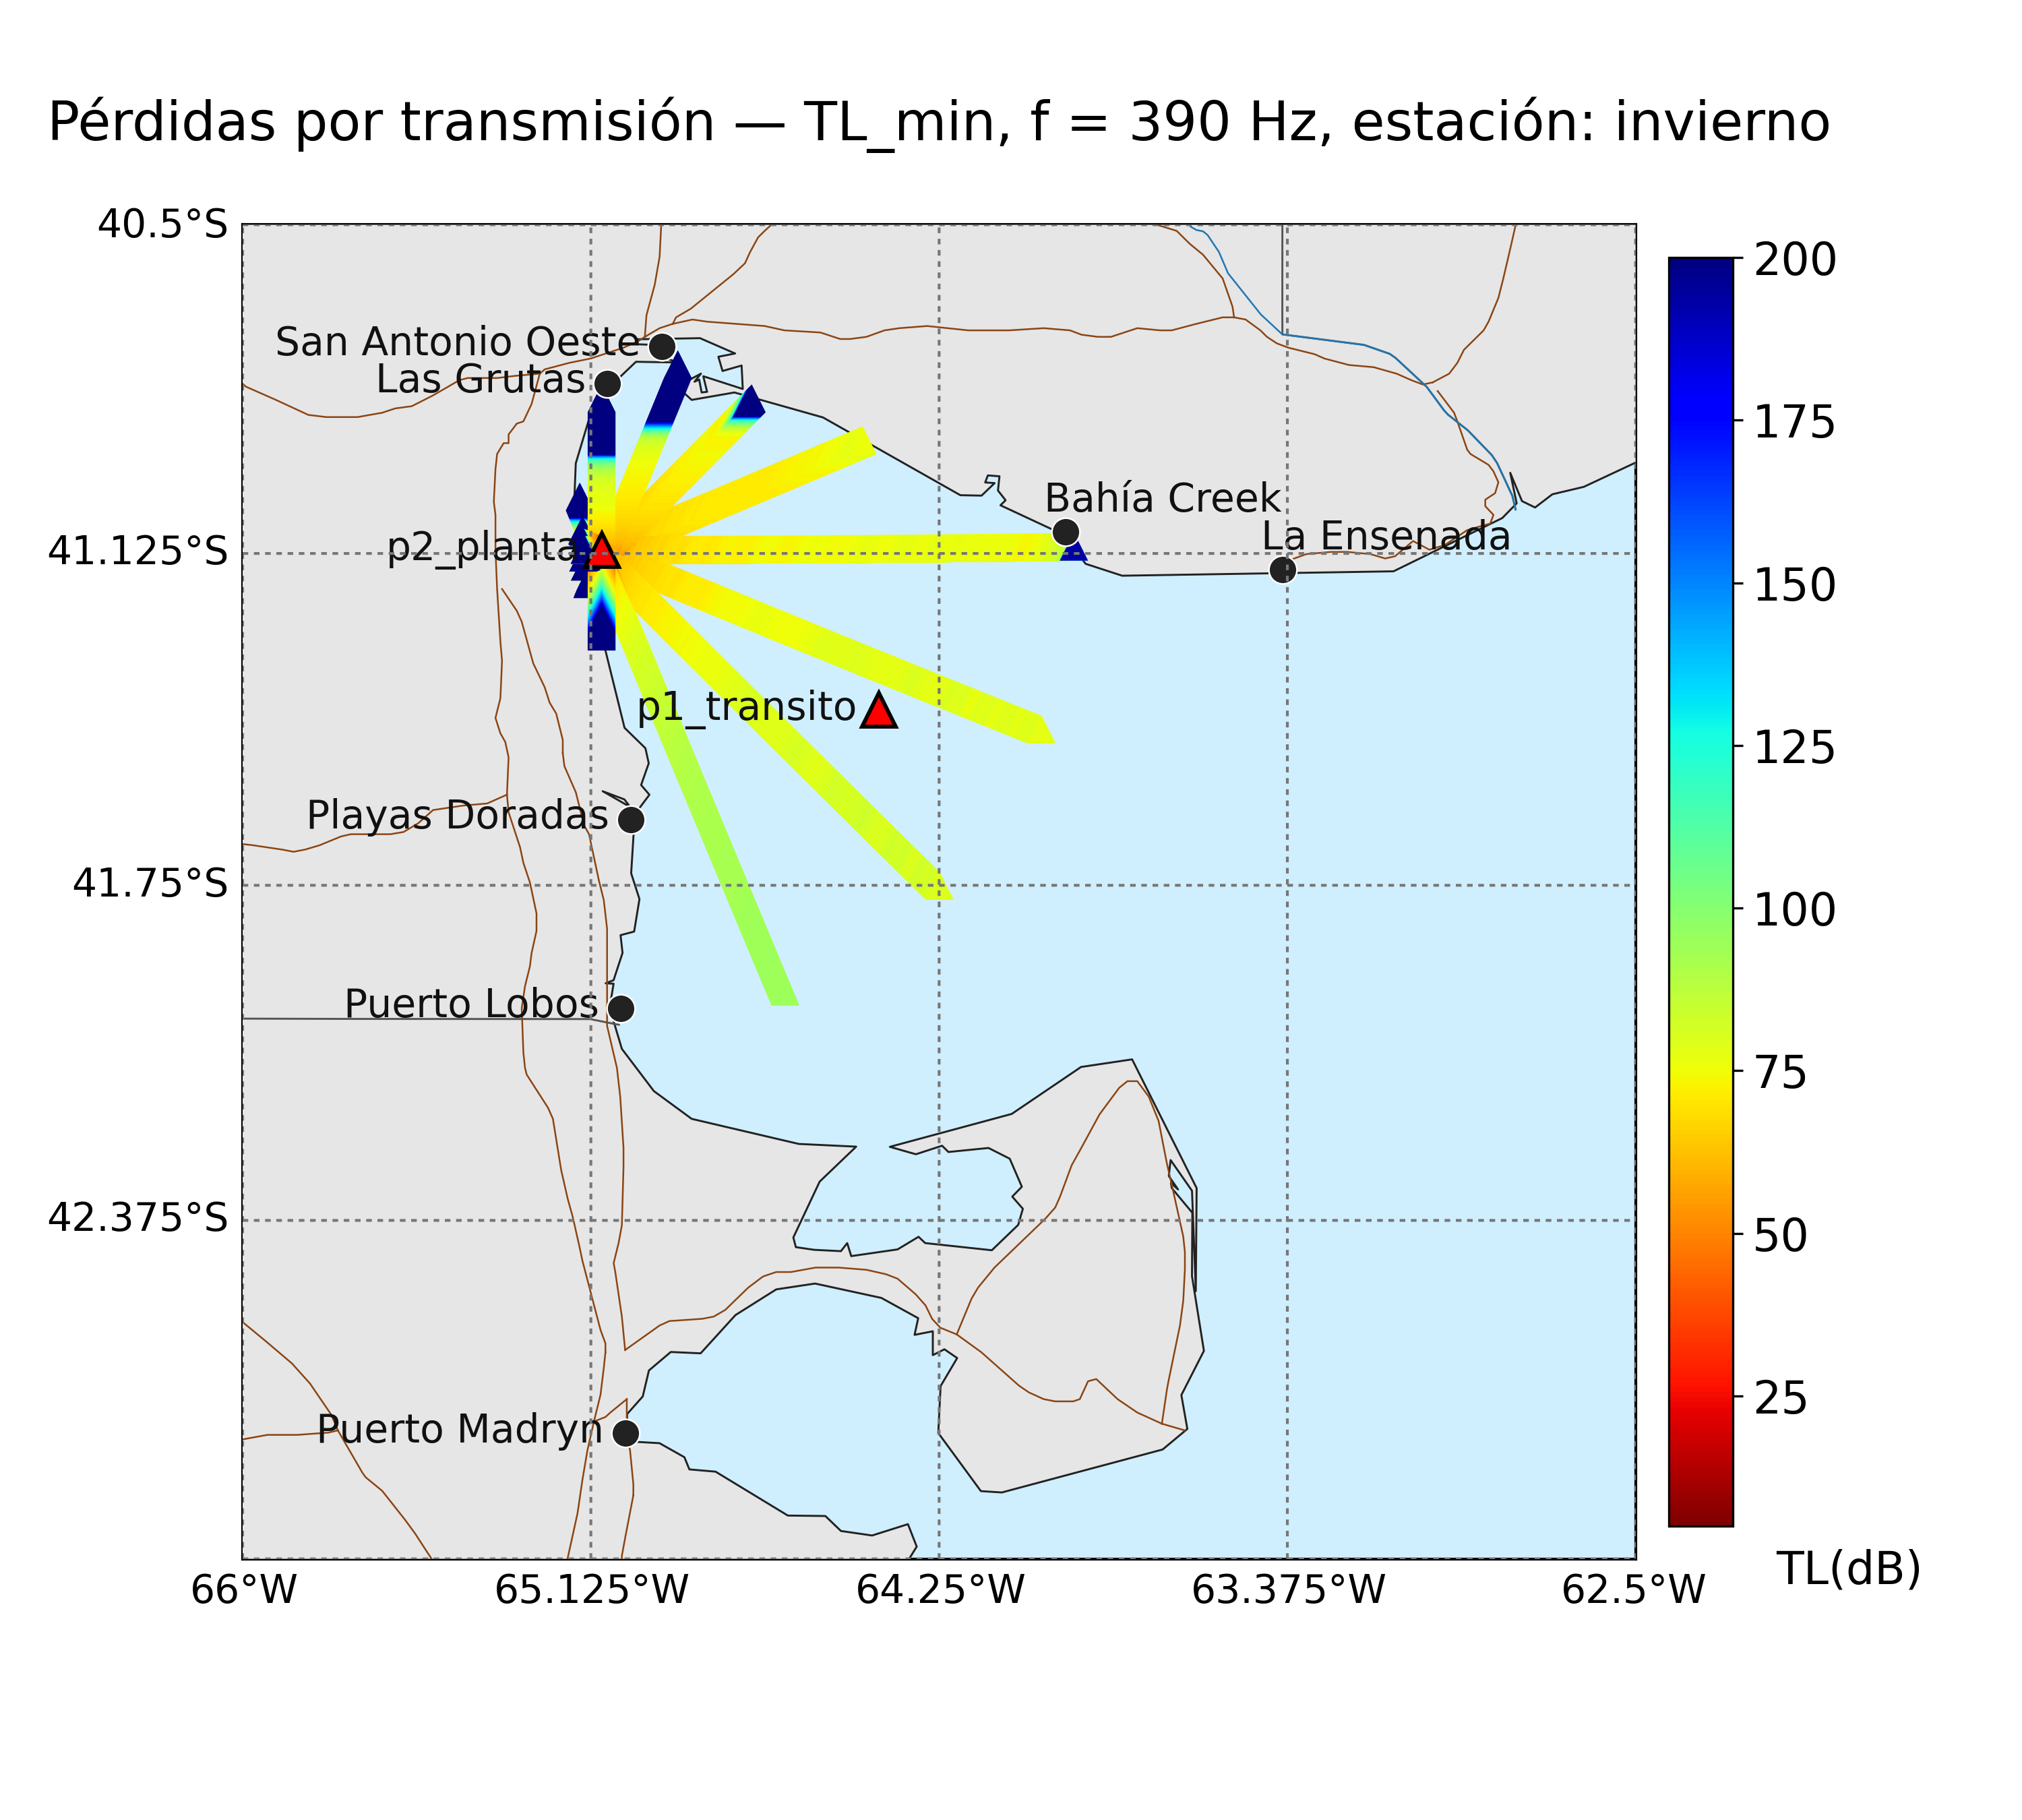 Pérdidas por transmisión — TL_min, f = 390 Hz, estación: invierno
40.5°S
200
San Antonio Oeste
Las Grutas
175
Bahía Creek
La Ensenada
p2_planta
41.125°S
150
p1_transito
125
Playas Doradas
41.75°S
100
Puerto Lobos
75
42.375°S
50
25
Puerto Madryn
TL(dB)
66°W
65.125°W
64.25°W
63.375°W
62.5°W